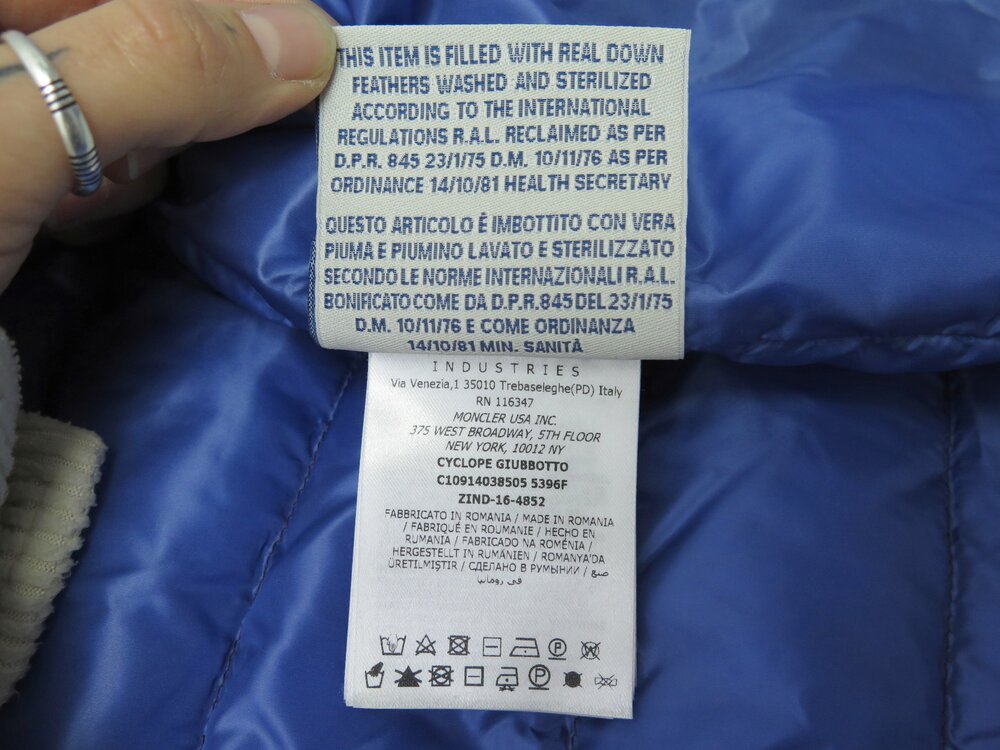 THIS ITEM IS FILLED WITH REAL DOWN
FEATHERS WASHED AND STERILIZED
ACCORDING TO THE INTERNATIONAL
REGULATIONS R.A.L. RECLAIMED AS PER
D.P.R. 845 23/1/75 D.M. 10/11/76 AS PER
ORDINANCE 14/10/81 HEALTH SECRETARY
QUESTO ARTICOLO È IMBOTTITO CON VERA
PIUMA E PIUMINO LAVATO E STERILIZZATO
SECONDO LE NORME INTERNAZIONALI R.A.L.
BONIFICATO COME DA D.P.R. 845 DEL 23/1/75
D.M. 10/11/76 E COME ORDINANZA
14/10/81 MIN. SANITÀ
INDUSTRIES
Via Venezia,1 35010 Trebaseleghe(PD) Italy
RN 116347
MONCLER USA INC.
375 WEST BROADWAY, 5TH FLOOR
NEW YORK, 10012 NY
CYCLOPE GIUBBOTTO
C10914038505 5396F
ZIND-16-4852
FABBRICATO IN ROMANIA / MADE IN ROMANIA
/ FABRIQUÉ EN ROUMANIE / HECHO EN
RUMANIA / FABRICADO NA ROMÉNIA /
HERGESTELLT IN RUMÄNIEN / ROMANYA'DA
ÜRETILMIŞTIR / СДЕЛАНО В РУМЫНИИ / صنع
في رومانيا